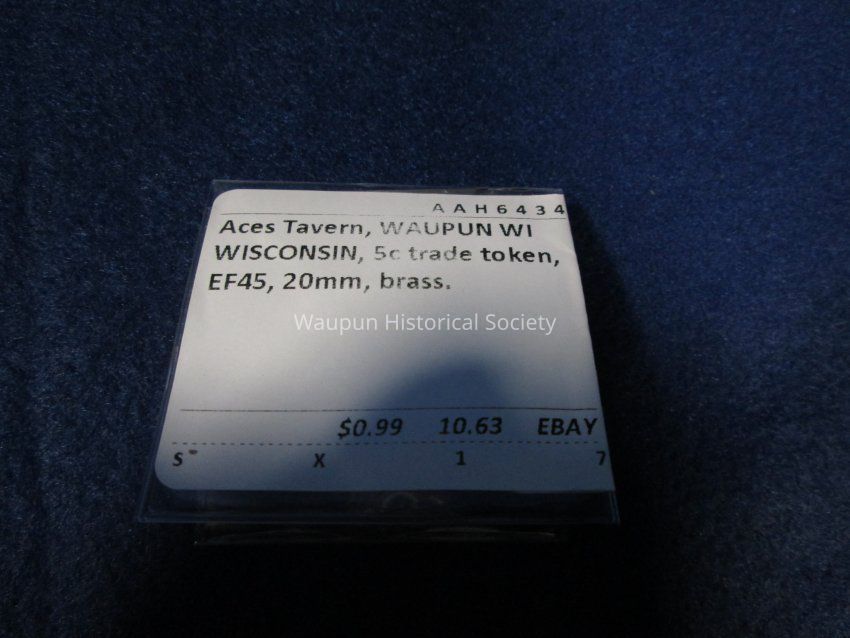 AAH6434
Aces Tavern, WAUPUN WI
WISCONSIN, 5c trade token,
EF45, 20mm, brass.
Waupun Historical Society
$0.99 10.63 EBAY
S X 1 7